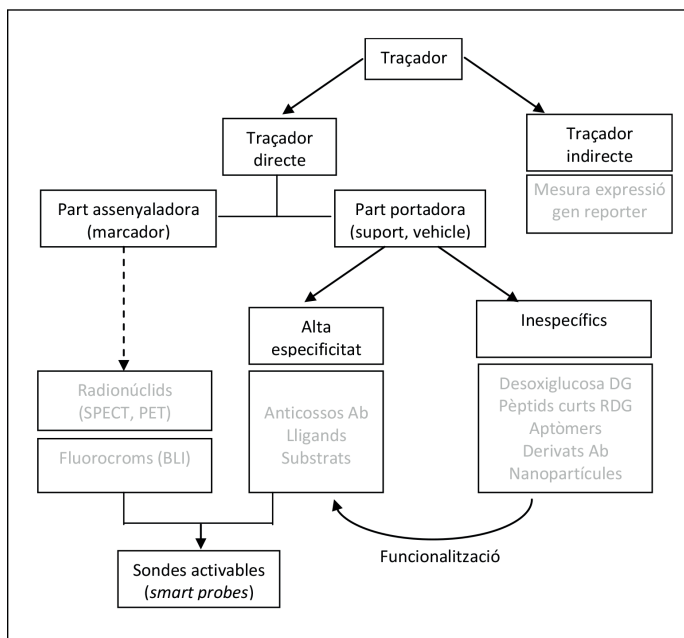 Traçador
Traçador
directe
Traçador
indirecte
Mesura expressió
gen reporter
Part assenyaladora
(marcador)
Part portadora
(suport, vehicle)
Alta
especificitat
Inespecífics
Radionúclids
(SPECT, PET)
Fluorocroms (BLI)
Anticossos Ab
Lligands
Substrats
Desoxiglucosa DG
Pèptids curts RDG
Aptòmers
Derivats Ab
Nanopartícules
Funcionalització
Sondes activables
(smart probes)